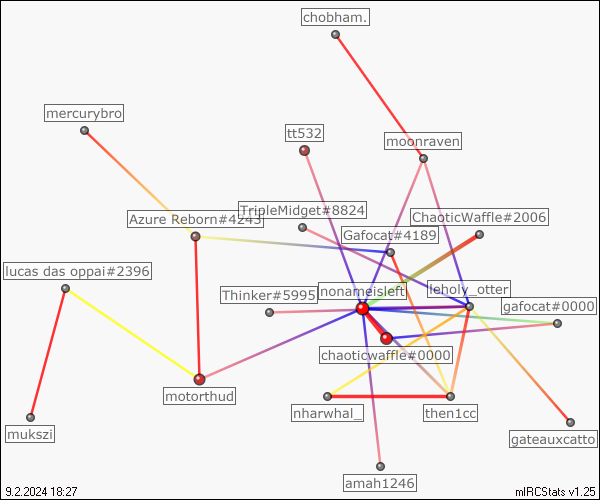 chobham.
mercurybro
tt532
moonraven
TripleMidget#8824
Azure Reborn#4243
ChaoticWaffle#2006
Gafocat#4189
lucas das oppai#2396
Thinker#5995
nonameisleft
leholy_otter
gafocat#0000
chaoticwaffle#0000
motorthud
nharwhal_
then1cc
mukszi
gateauxcatto
amah1246
9.2.2024 18:27
mIRCStats v1.25